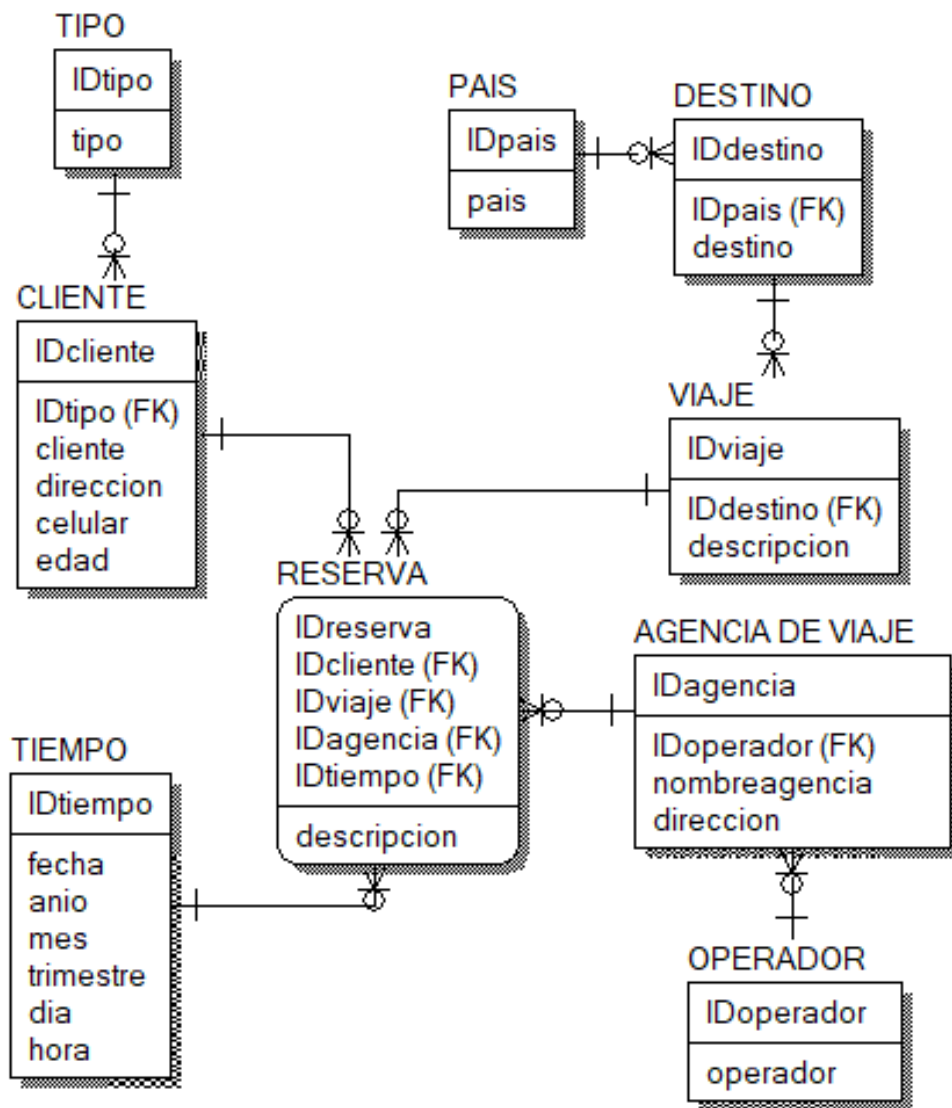 TIPO
IDtipo
tipo
PAIS
IDpais
pais
DESTINO
IDdestino
IDpais (FK)
destino
CLIENTE
IDcliente
IDtipo (FK)
cliente
direccion
celular
edad
VIAJE
IDviaje
IDdestino (FK)
descripcion
RESERVA
IDreserva
IDcliente (FK)
IDviaje (FK)
IDagencia (FK)
IDtiempo (FK)
descripcion
AGENCIA DE VIAJE
IDagencia
IDoperador (FK)
nombreagencia
direccion
TIEMPO
IDtiempo
fecha
anio
mes
trimestre
dia
hora
OPERADOR
IDoperador
operador